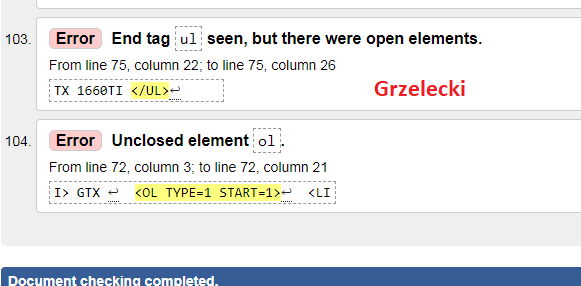 103. Error End tag ul seen, but there were open elements.
From line 75, column 22; to line 75, column 26
TX 1660TI </UL>↩
Grzelecki
104. Error Unclosed element ol.
From line 72, column 3; to line 72, column 21
I> GTX ↩ <OL TYPE=1 START=1>↩ <LI
Document checking completed.